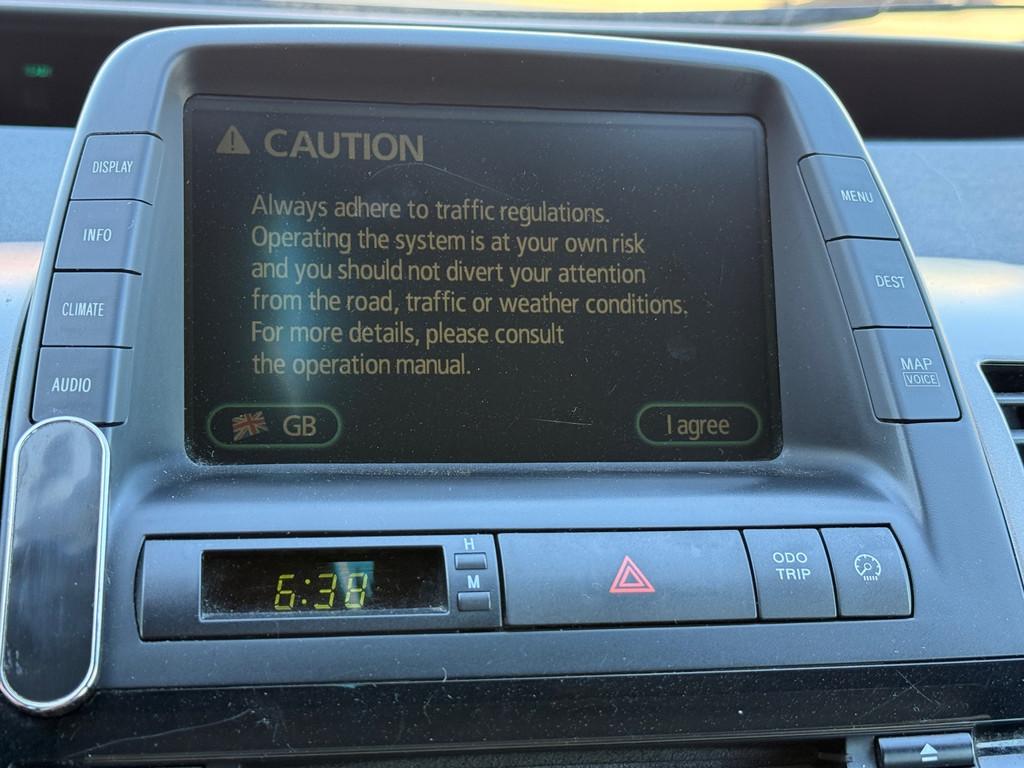 DISPLAY
INFO
CLIMATE
AUDIO
CAUTION
Always adhere to traffic regulations.
Operating the system is at your own risk
and you should not divert your attention
from the road, traffic or weather conditions.
For more details, please consult
the operation manual.
GB
I agree
MENU
DEST
MAP
VOICE
6:38
H
M
ODO
TRIP